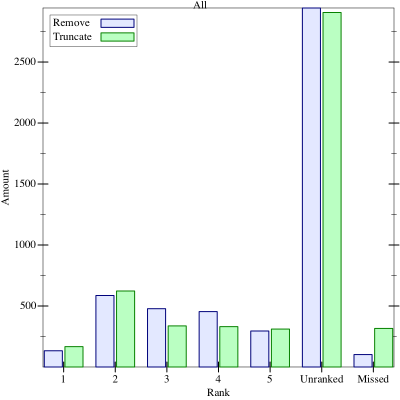 All
Remove
Truncate
2500
2000
1500
1000
500
Amount
1 2 3 4 5 Unranked Missed
Rank